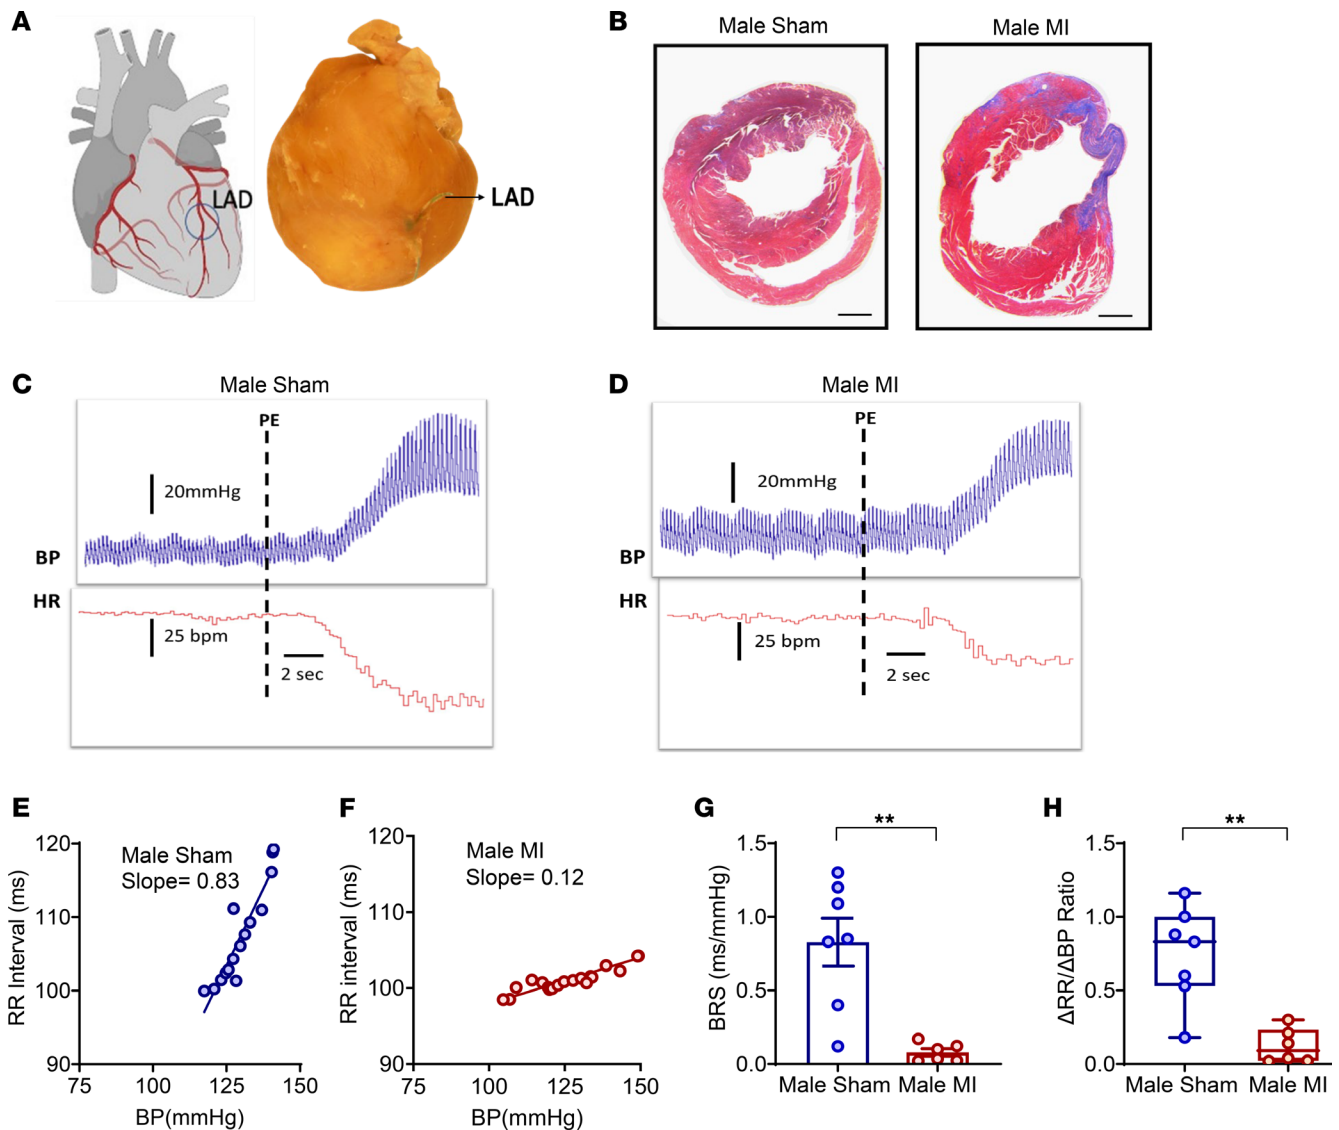 A
LAD
LAD
B
Male Sham
Male MI
C
Male Sham
PE
20mmHg
BP
HR
25 bpm
2 sec
D
Male MI
PE
20mmHg
BP
HR
25 bpm
2 sec
E
120
110
100
90
75
100
125
150
RR Interval (ms)
BP(mmHg)
Male Sham
Slope= 0.83
F
120
110
100
90
75
100
125
150
RR interval (ms)
BP(mmHg)
Male MI
Slope= 0.12
G
**
1.5
1.0
0.5
0.0
BRS (ms/mmHg)
Male Sham
Male MI
H
**
1.5
1.0
0.5
0.0
ΔRR/ΔBP Ratio
Male Sham
Male MI